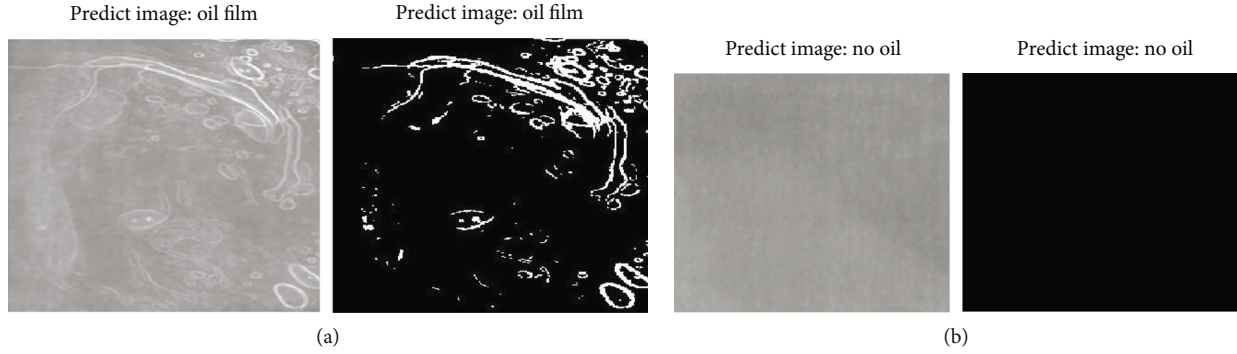 Predict image: oil film
Predict image: oil film
Predict image: no oil
Predict image: no oil
(a)
(b)